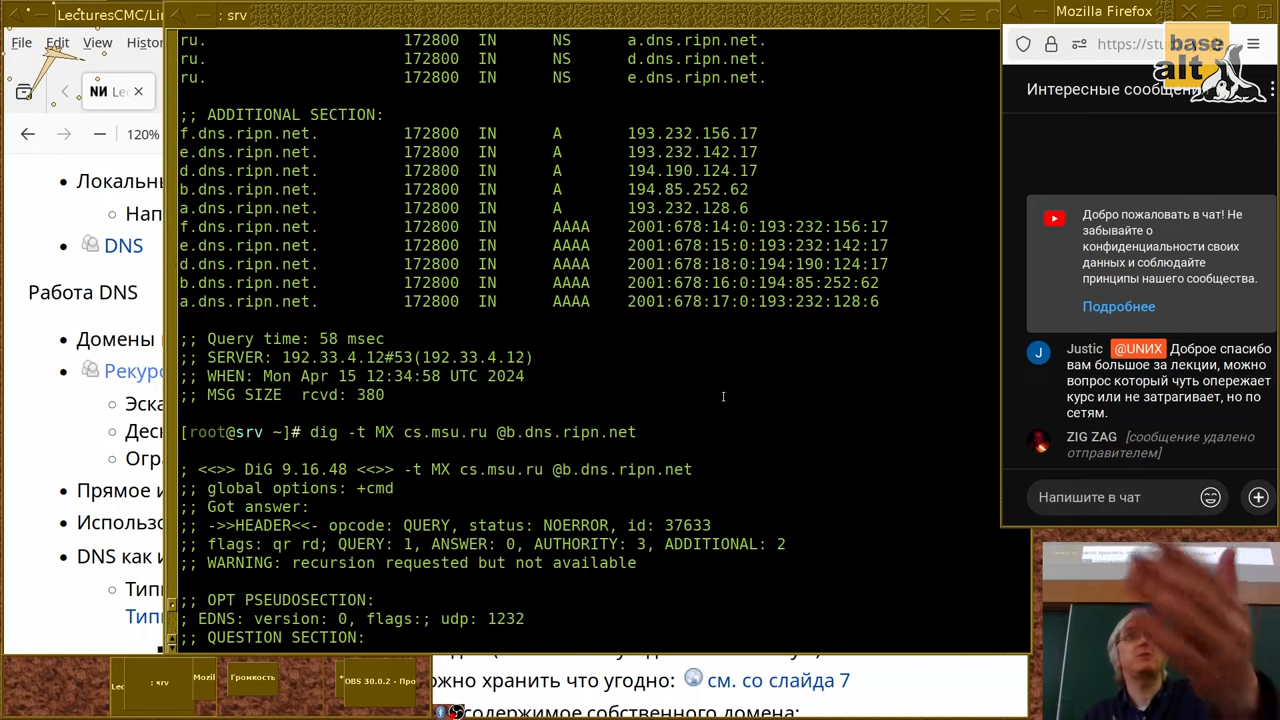 LecturesCMC/Li
: srv
Mozilla Firefox
File Edit View Histor
https://stu
base
alt
Lec
120%
Интересные сообщени
Локальн
Нап
DNS
Работа DNS
Домены
Рекурс
Эска
Дес
Огр
Прямое и
Использо
DNS как и
Типы
Типы
ru. 172800 IN NS a.dns.ripn.net.
ru. 172800 IN NS d.dns.ripn.net.
ru. 172800 IN NS e.dns.ripn.net.
;; ADDITIONAL SECTION:
f.dns.ripn.net. 172800 IN A 193.232.156.17
e.dns.ripn.net. 172800 IN A 193.232.142.17
d.dns.ripn.net. 172800 IN A 194.190.124.17
b.dns.ripn.net. 172800 IN A 194.85.252.62
a.dns.ripn.net. 172800 IN A 193.232.128.6
f.dns.ripn.net. 172800 IN AAAA 2001:678:14:0:193:232:156:17
e.dns.ripn.net. 172800 IN AAAA 2001:678:15:0:193:232:142:17
d.dns.ripn.net. 172800 IN AAAA 2001:678:18:0:194:190:124:17
b.dns.ripn.net. 172800 IN AAAA 2001:678:16:0:194:85:252:62
a.dns.ripn.net. 172800 IN AAAA 2001:678:17:0:193:232:128:6
;; Query time: 58 msec
;; SERVER: 192.33.4.12#53(192.33.4.12)
;; WHEN: Mon Apr 15 12:34:58 UTC 2024
;; MSG SIZE rcvd: 380
[root@srv ~]# dig -t MX cs.msu.ru @b.dns.ripn.net
; <<>> DiG 9.16.48 <<>> -t MX cs.msu.ru @b.dns.ripn.net
;; global options: +cmd
;; Got answer:
;; ->>HEADER<<- opcode: QUERY, status: NOERROR, id: 37633
;; flags: qr rd; QUERY: 1, ANSWER: 0, AUTHORITY: 3, ADDITIONAL: 2
;; WARNING: recursion requested but not available
;; OPT PSEUDOSECTION:
; EDNS: version: 0, flags:; udp: 1232
;; QUESTION SECTION:
Добро пожаловать в чат! Не
забывайте о
конфиденциальности своих
данных и соблюдайте
принципы нашего сообщества.
Подробнее
J
Justic @UNИX Доброе спасибо
вам большое за лекции, можно
вопрос который чуть опережает
курс или не затрагивает, но по
сетям.
ZIG ZAG [сообщение удалено
отправителем]
Напишите в чат
Lec
: srv
Mozil
Громкость
*OBS 30.0.2 - Про
ожно хранить что угодно: см. со слайда 7
содержимое собственного домена: